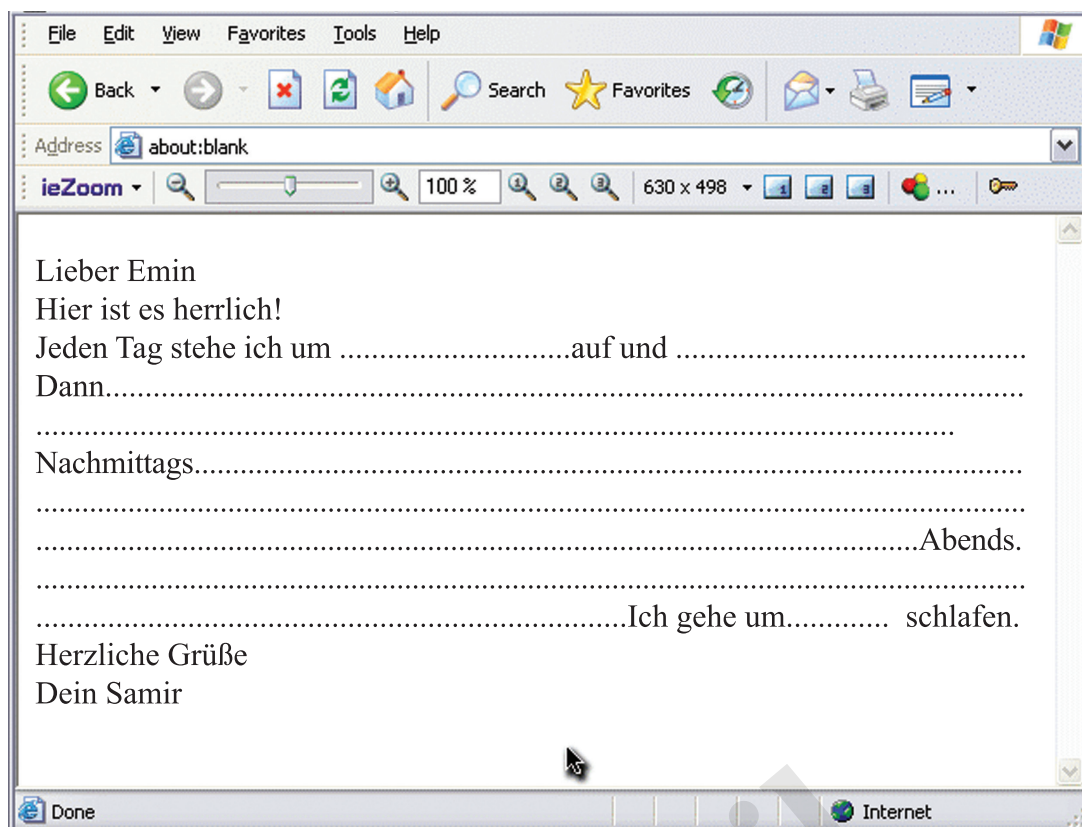 File Edit View Favorites Tools Help
Back Search Favorites
Address about:blank
ieZoom 100 % 630 x 498 ...
Lieber Emin
Hier ist es herrlich!
Jeden Tag stehe ich um .............................auf und ............................................
Dann...................................................................................................................
...................................................................................................................
Nachmittags........................................................................................................
............................................................................................................................
...............................................................................................................Abends.
............................................................................................................................
..........................................................................Ich gehe um............. schlafen.
Herzliche Grüße
Dein Samir
Done Internet